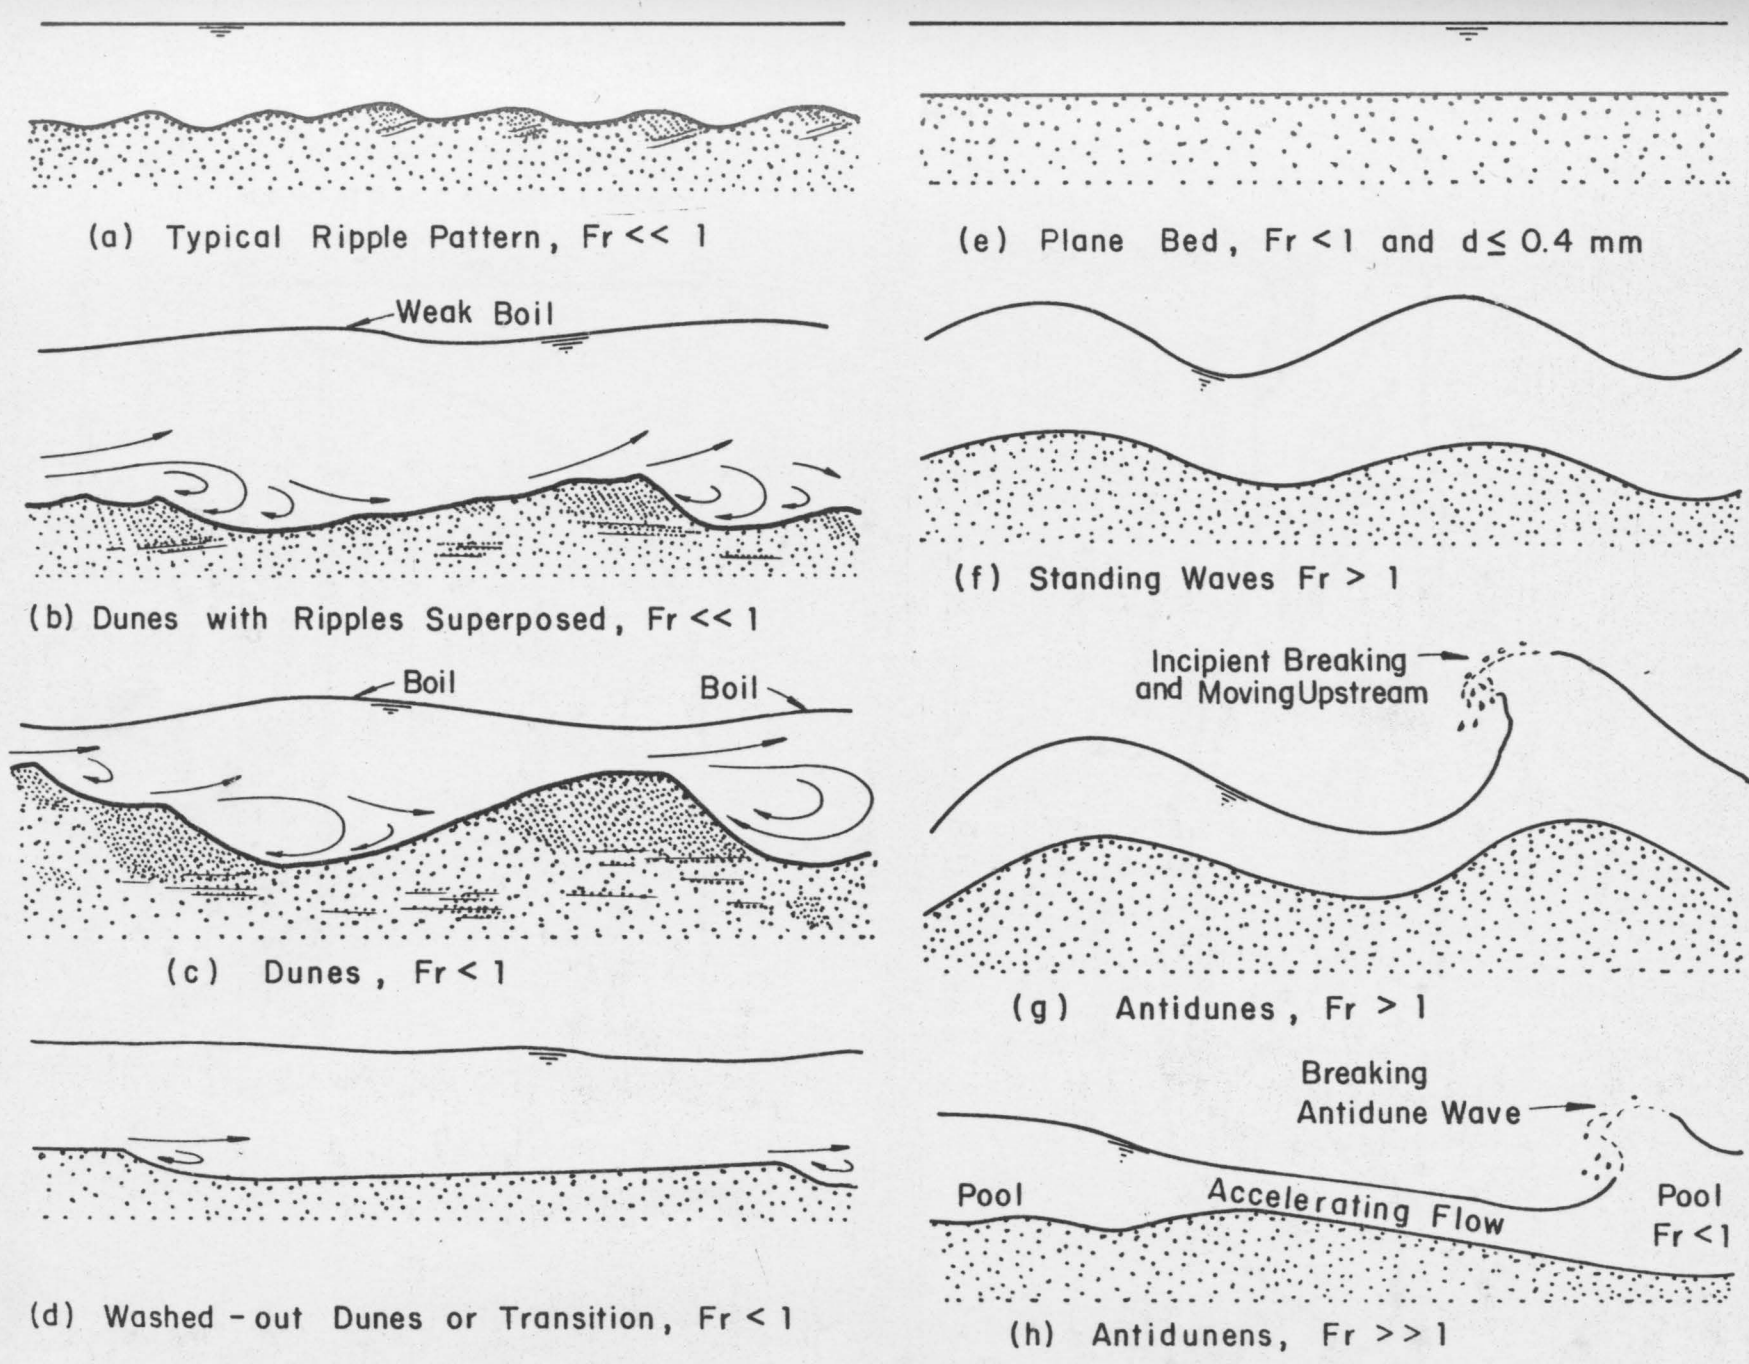 (a) Typical Ripple Pattern, Fr << 1
Weak Boil
(b) Dunes with Ripples Superposed, Fr << 1
Boil
Boil
(c) Dunes, Fr < 1
(d) Washed-out Dunes or Transition, Fr < 1
(e) Plane Bed, Fr < 1 and d ≤ 0.4 mm
(f) Standing Waves Fr > 1
Incipient Breaking
and Moving Upstream
(g) Antidunes, Fr > 1
Breaking
Antidune Wave
Pool
Accelerating Flow
Pool
Fr < 1
(h) Antidunens, Fr >> 1